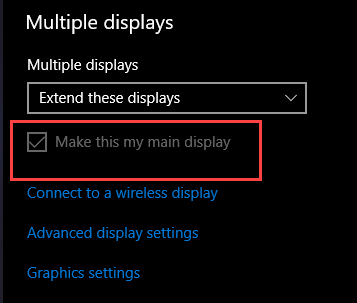 Multiple displays
Multiple displays
Extend these displays
Make this my main display
Connect to a wireless display
Advanced display settings
Graphics settings